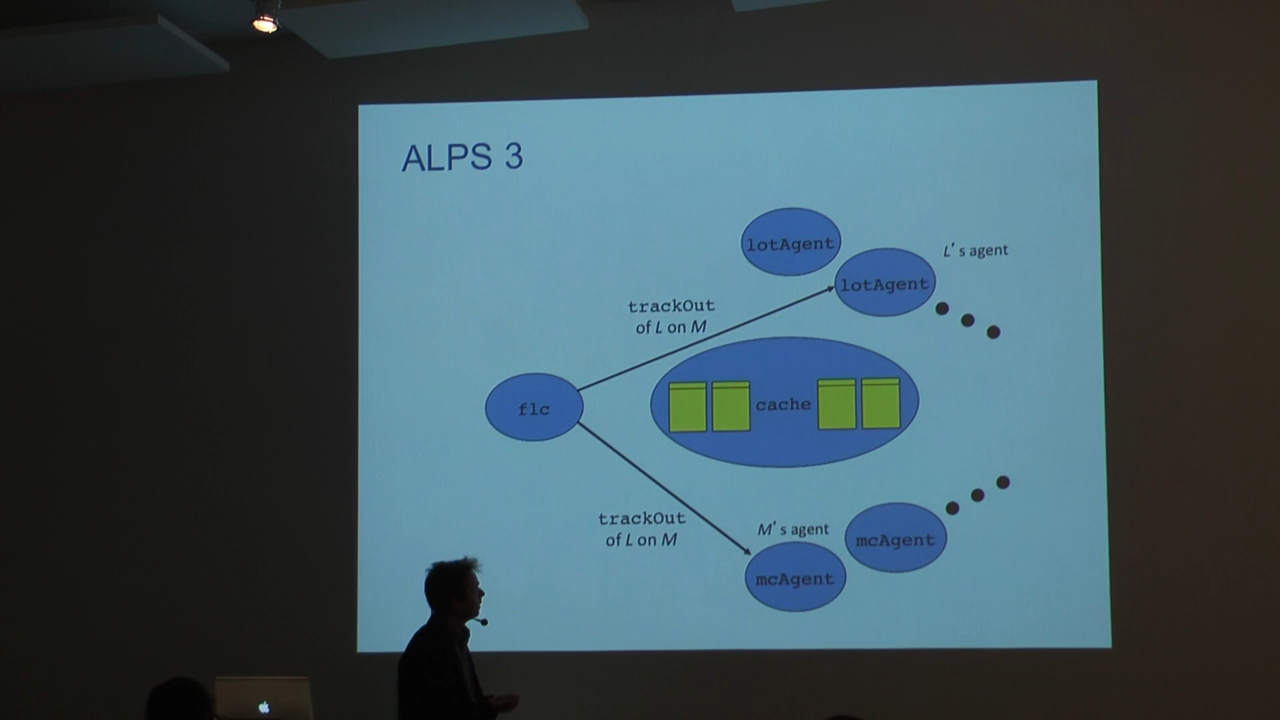 ALPS 3
lotAgent
lotAgent
L's agent
trackOut
of L on M
flc
cache
trackOut
of L on M
M's agent
mcAgent
mcAgent